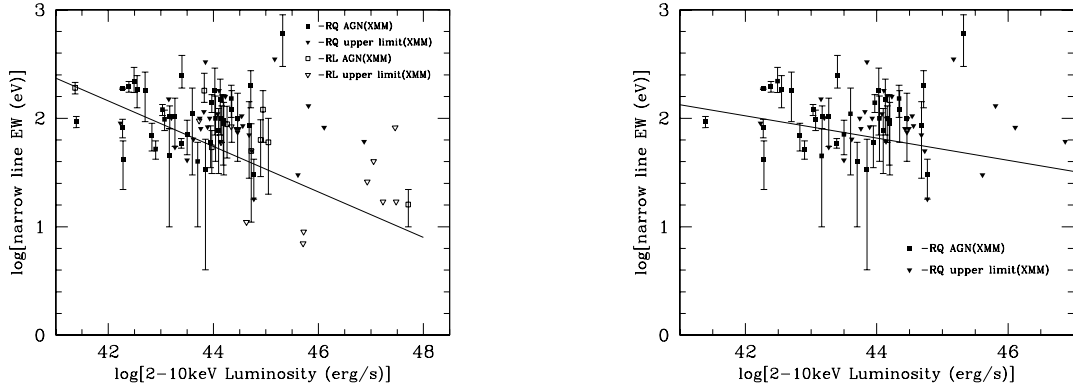 3
2
1
0
log[narrow line EW (eV)]
-RQ AGN(XMM)
-RQ upper limit(XMM)
-RL AGN(XMM)
-RL upper limit(XMM)
42 44 46 48
log[2-10keV Luminosity (erg/s)]
3
2
1
0
log[narrow line EW (eV)]
-RQ AGN(XMM)
-RQ upper limit(XMM)
42 44 46
log[2-10keV Luminosity (erg/s)]